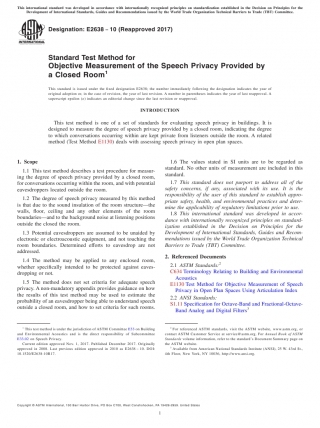 This international standard was developed in accordance with internationally recognized principles on standardization established in the Decision on Principles for the
Development of International Standards, Guides and Recommendations issued by the World Trade Organization Technical Barriers to Trade (TBT) Committee.
Designation: E2638 - 10 (Reapproved 2017)
INTERNATIONAL
Standard Test Method for
Objective Measurement of the Speech Privacy Provided by
a Closed Room1
This standard is issued under the fixed designation E2638; the number immediately following the designation indicates the year of
original adoption or, in the case of revision, the year of last revision. A number in parentheses indicates the year of last reapproval. A
superscript epsilon (ε) indicates an editorial change since the last revision or reapproval.
INTRODUCTION
This test method is one of a set of standards for evaluating speech privacy in buildings. It is
designed to measure the degree of speech privacy provided by a closed room, indicating the degree
to which conversations occurring within are kept private from listeners outside the room. A related
method (Test Method E1130) deals with assessing speech privacy in open plan spaces.
1. Scope
1.1 This test method describes a test procedure for measur-
ing the degree of speech privacy provided by a closed room,
for conversations occurring within the room, and with potential
eavesdroppers located outside the room.
1.2 The degree of speech privacy measured by this method
is that due to the sound insulation of the room structure—the
walls, floor, ceiling and any other elements of the room
boundaries—and to the background noise at listening positions
outside the closed room.
1.3 Potential eavesdroppers are assumed to be unaided by
electronic or electroacoustic equipment, and not touching the
room boundaries. Determined efforts to eavesdrop are not
addressed.
1.4 The method may be applied to any enclosed room,
whether specifically intended to be protected against eaves-
dropping or not.
1.5 The method does not set criteria for adequate speech
privacy. A non-mandatory appendix provides guidance on how
the results of this test method may be used to estimate the
probability of an eavesdropper being able to understand speech
outside a closed room, and how to set criteria for such rooms.
1.6 The values stated in SI units are to be regarded as
standard. No other units of measurement are included in this
standard.
1.7 This standard does not purport to address all of the
safety concerns, if any, associated with its use. It is the
responsibility of the user of this standard to establish appro-
priate safety, health, and environmental practices and deter-
mine the applicability of regulatory limitations prior to use.
1.8 This international standard was developed in accor-
dance with internationally recognized principles on standard-
ization established in the Decision on Principles for the
Development of International Standards, Guides and Recom-
mendations issued by the World Trade Organization Technical
Barriers to Trade (TBT) Committee.
2. Referenced Documents
2.1 ASTM Standards:2
C634 Terminology Relating to Building and Environmental
Acoustics
E1130 Test Method for Objective Measurement of Speech
Privacy in Open Plan Spaces Using Articulation Index
2.2 ANSI Standards:3
S1.11 Specification for Octave-Band and Fractional-Octave-
Band Analog and Digital Filters3
1 This test method is under the jurisdiction of ASTM Committee E33 on Building
and Environmental Acoustics and is the direct responsibility of Subcommittee
E33.02 on Speech Privacy.
Current edition approved Nov. 1, 2017. Published December 2017. Originally
approved in 2008. Last previous edition approved in 2010 as E2638 – 10. DOI:
10.1520/E2638-10R17.
2 For referenced ASTM standards, visit the ASTM website, www.astm.org, or
contact ASTM Customer Service at service@astm.org. For Annual Book of ASTM
Standards volume information, refer to the standard's Document Summary page on
the ASTM website.
3 Available from American National Standards Institute (ANSI), 25 W. 43rd St.,
4th Floor, New York, NY 10036, http://www.ansi.org.
Copyright © ASTM International, 100 Barr Harbor Drive, PO Box C700, West Conshohocken, PA 19428-2959. United States
1